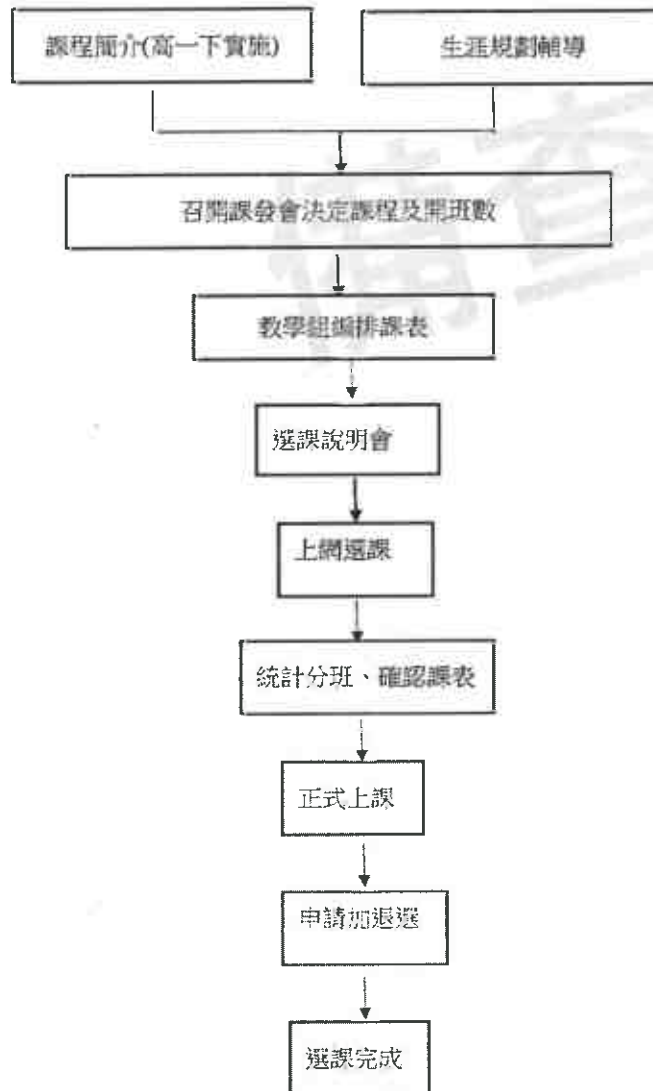 課程簡介(高一下實施)
生涯規劃輔導
召開課發會決定課程及開班數
教學組編排課表
選課說明會
上網選課
統計分班、確認課表
正式上課
申請加退選
選課完成